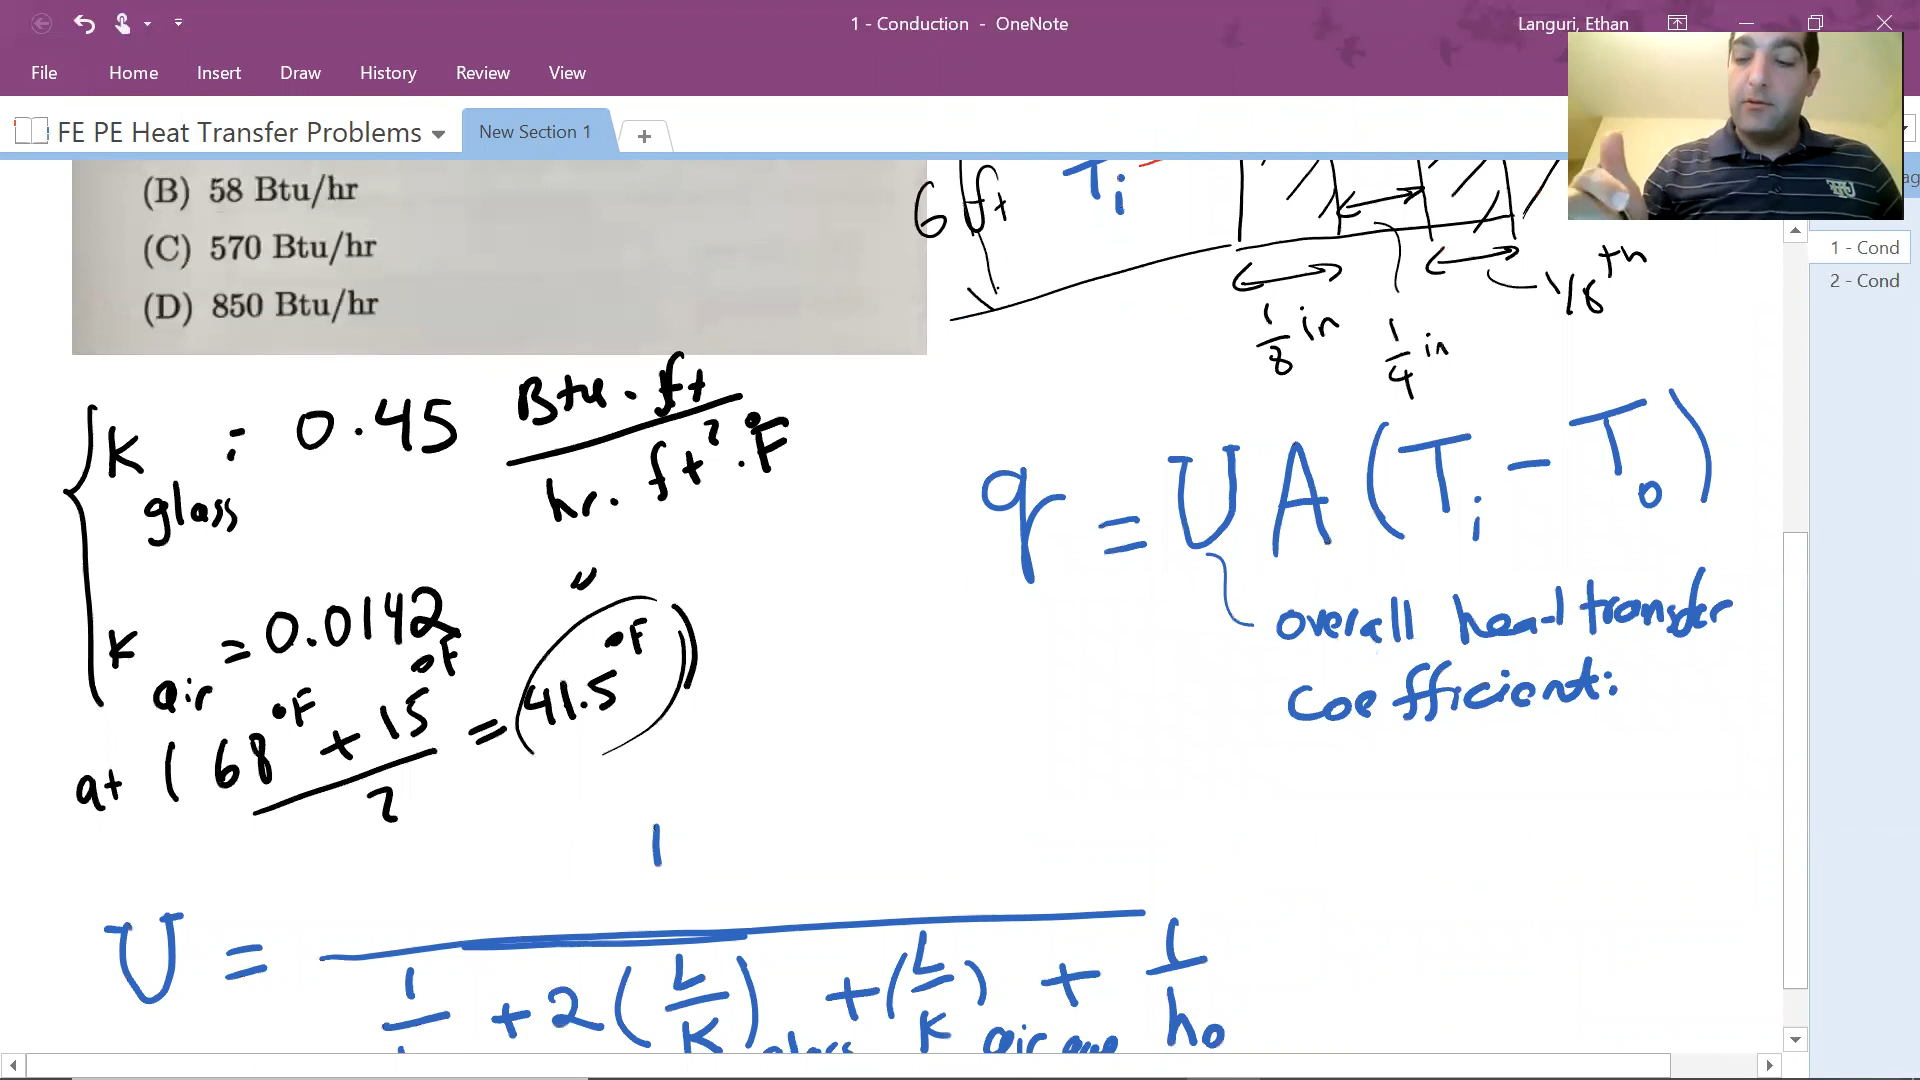 1 - Conduction - OneNote
Languri, Ethan
File Home Insert Draw History Review View
FE PE Heat Transfer Problems
New Section 1
+
1 - Cond
2 - Cond
(B) 58 Btu/hr
(C) 570 Btu/hr
(D) 850 Btu/hr
6 ft
Ti
1/8 in
1/4 in
1/8th
K glass : 0.45 Btu · ft / hr. ft² . °F
K air = 0.0142 "
at (68 °F + 15 °F / 2 = 41.5 °F)
q = UA (Ti - To)
overall heat transfer
coefficient:
U = 1 / 1/ + 2 (L/K) glass + (L/K) air gap + 1/ho